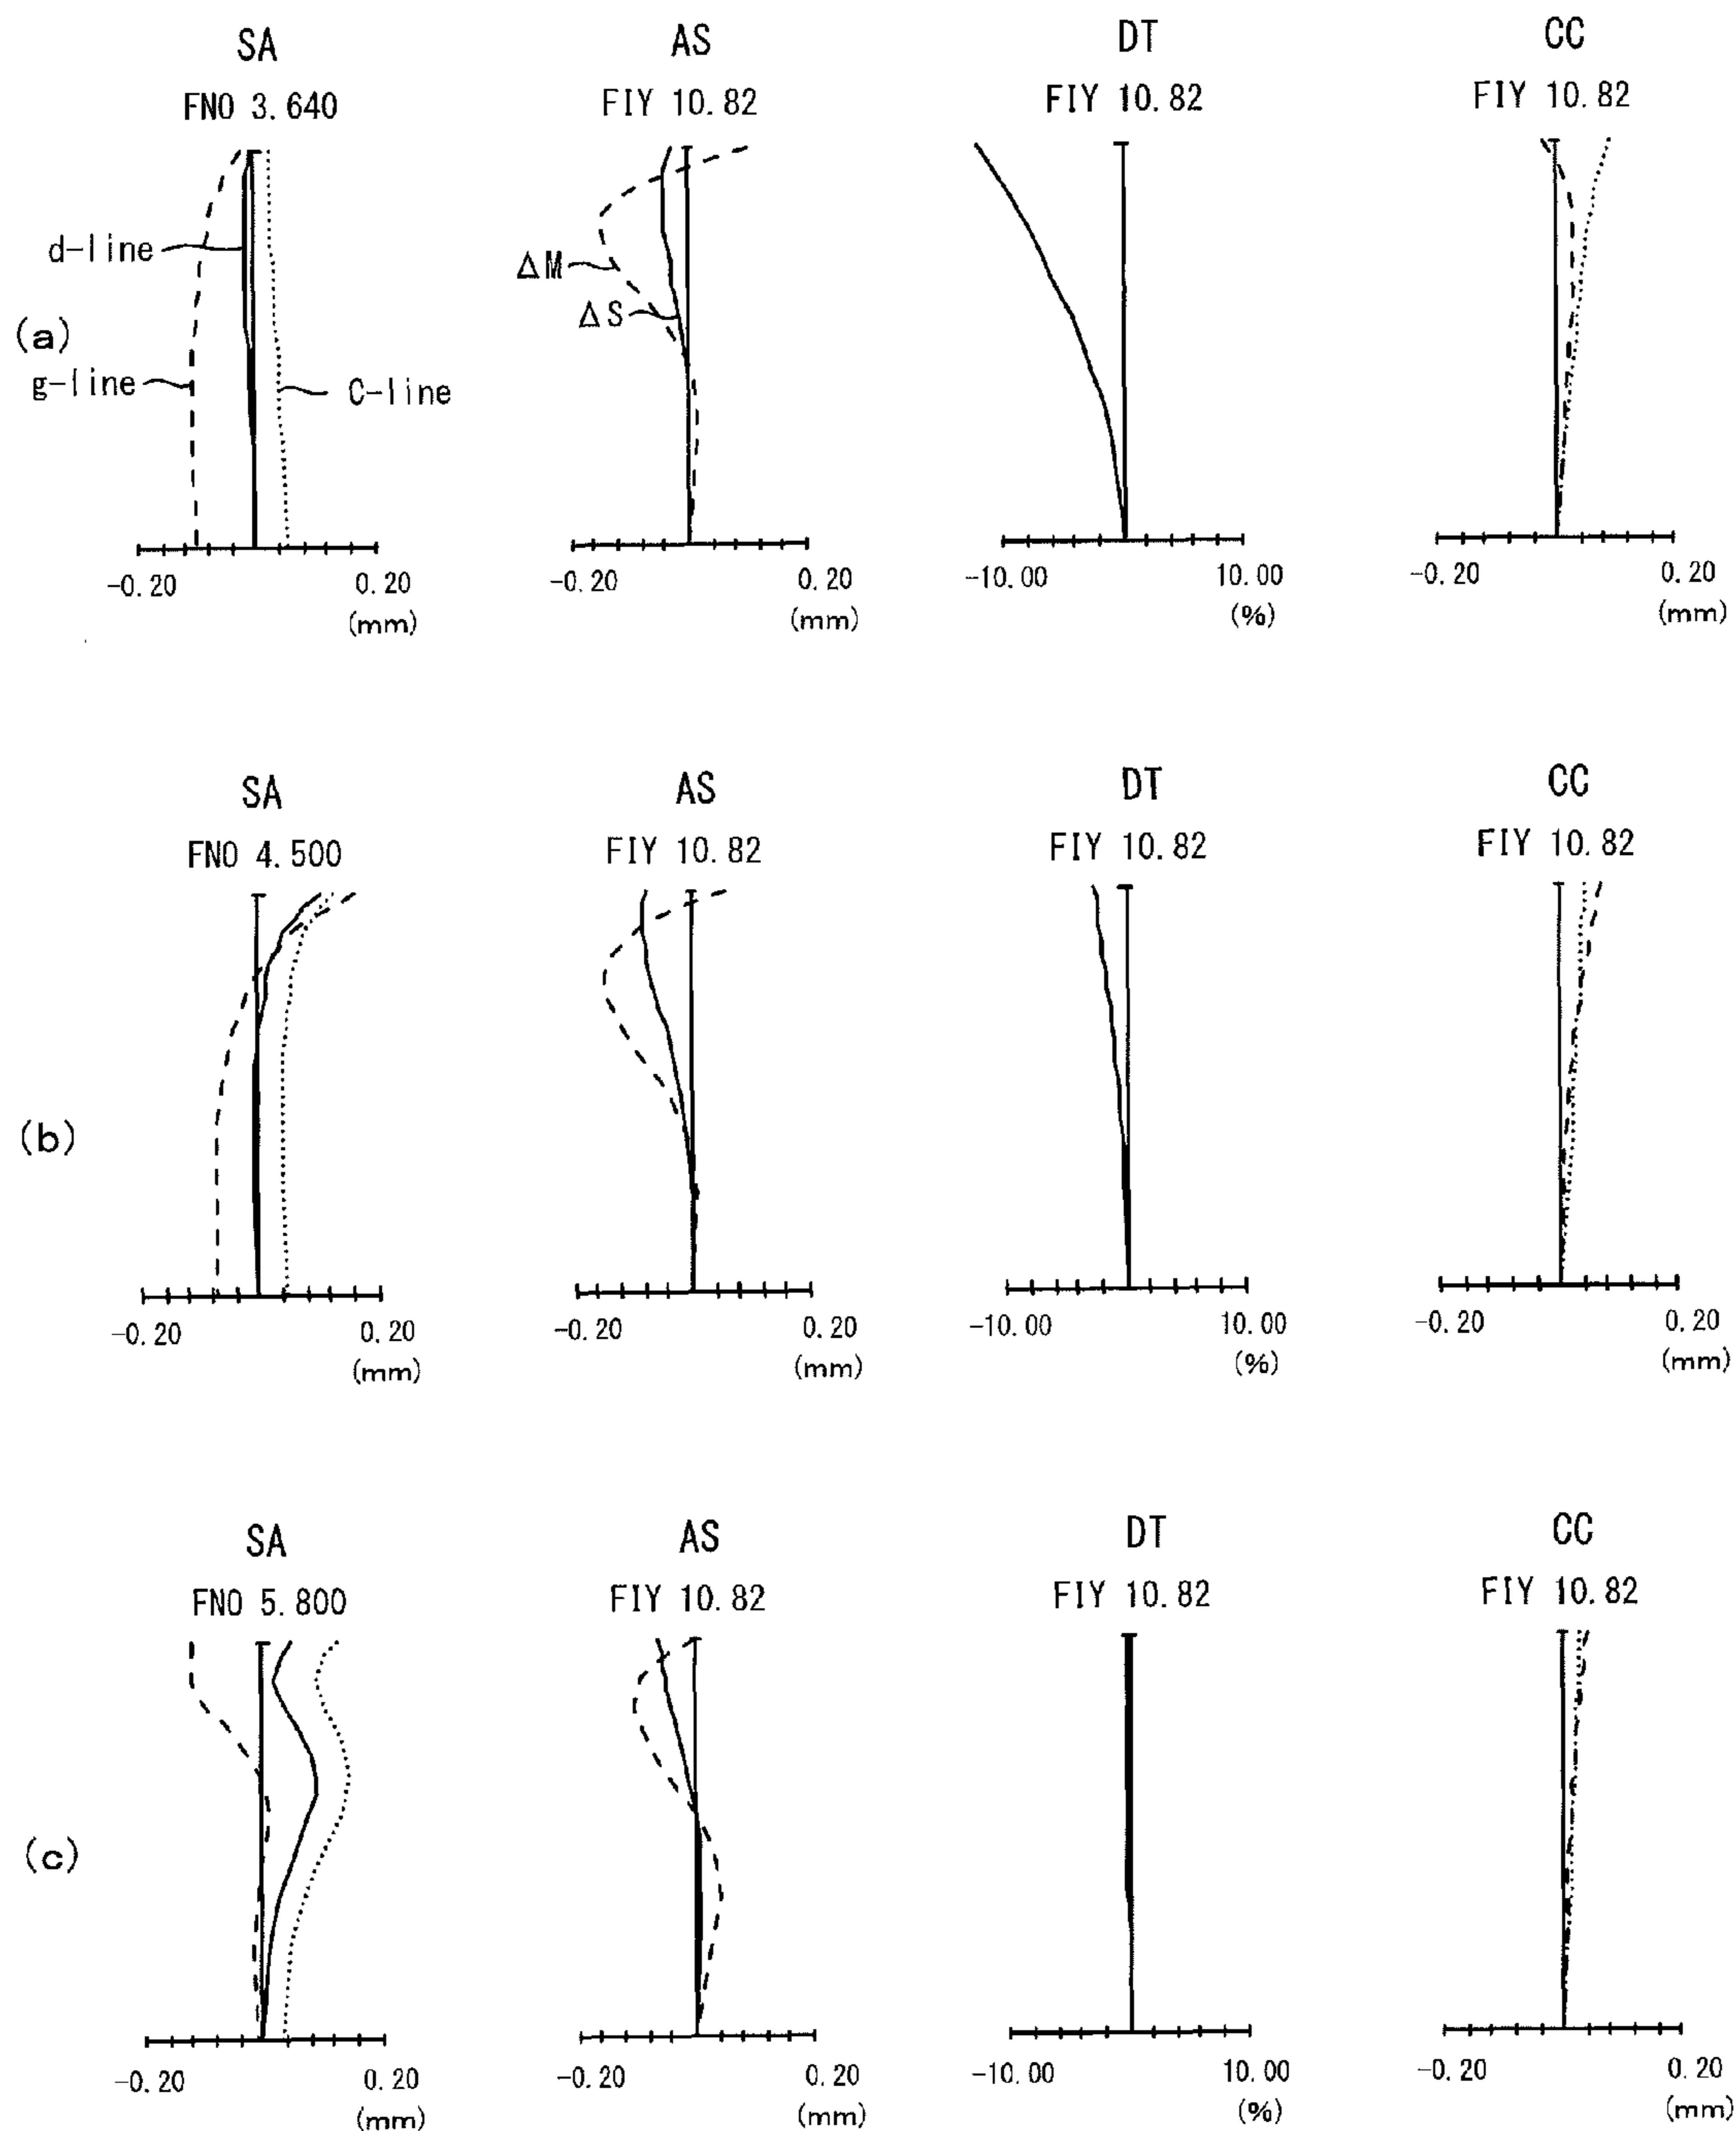 SA AS DT CC
FNO 3.640 FIY 10.82 FIY 10.82 FIY 10.82
d-line
ΔM
ΔS
(a)
g-line C-line
-0.20 0.20 -0.20 0.20 -10.00 10.00 -0.20 0.20
(mm) (mm) (%) (mm)
SA AS DT CC
FNO 4.500 FIY 10.82 FIY 10.82 FIY 10.82
(b)
-0.20 0.20 -0.20 0.20 -10.00 10.00 -0.20 0.20
(mm) (mm) (%) (mm)
SA AS DT CC
FNO 5.800 FIY 10.82 FIY 10.82 FIY 10.82
(c)
-0.20 0.20 -0.20 0.20 -10.00 10.00 -0.20 0.20
(mm) (mm) (%) (mm)